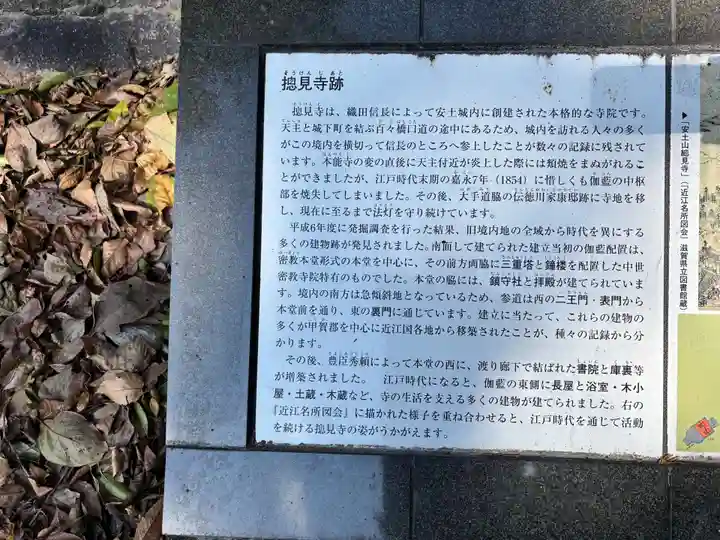 摠見寺跡
摠見寺は、織田信長によって安土城内に創建された本格的な寺院です。
天主と城下町を結ぶ百々橋口道の途中にあるため、城内を訪れる人々の多く
がこの境内を横切って信長のところへ参上したことが数々の記録に残されて
います。本能寺の変の直後に天主付近が炎上した際には類焼をまぬがれるこ
とができましたが、江戸時代末期の嘉永7年（1854）に惜しくも伽藍の中枢
部を焼失してしまいました。その後、大手道脇の伝徳川家康邸跡に寺地を移
し、現在に至るまで法灯を守り続けています。
平成6年度に発掘調査を行った結果、旧境内地の全域から時代を異にする
多くの建物跡が発見されました。南面して建てられた建立当初の伽藍配置は、
密教本堂形式の本堂を中心に、その前方両脇に三重塔と鐘楼を配置した中世
密教寺院特有のものでした。本堂の脇には、鎮守社と拝殿が建てられていま
す。境内の南方は急傾斜地となっているため、参道は西の二王門・表門から
本堂前を通り、東の裏門に通じています。建立に当たって、これらの建物の
多くが甲賀郡を中心に近江国各地から移築されたことが、種々の記録から分
かります。
その後、豊臣秀頼によって本堂の西に、渡り廊下で結ばれた書院と庫裏等
が増築されました。 江戸時代になると、伽藍の東側に長屋と浴室・木小
屋・土蔵・木蔵など、寺の生活を支える多くの建物が建てられました。右の
『近江名所図会』に描かれた様子を重ね合わせると、江戸時代を通じて活動
を続ける摠見寺の姿がうかがえます。
▶「安土山總見寺」（『近江名所図会』滋賀県立図書館蔵）